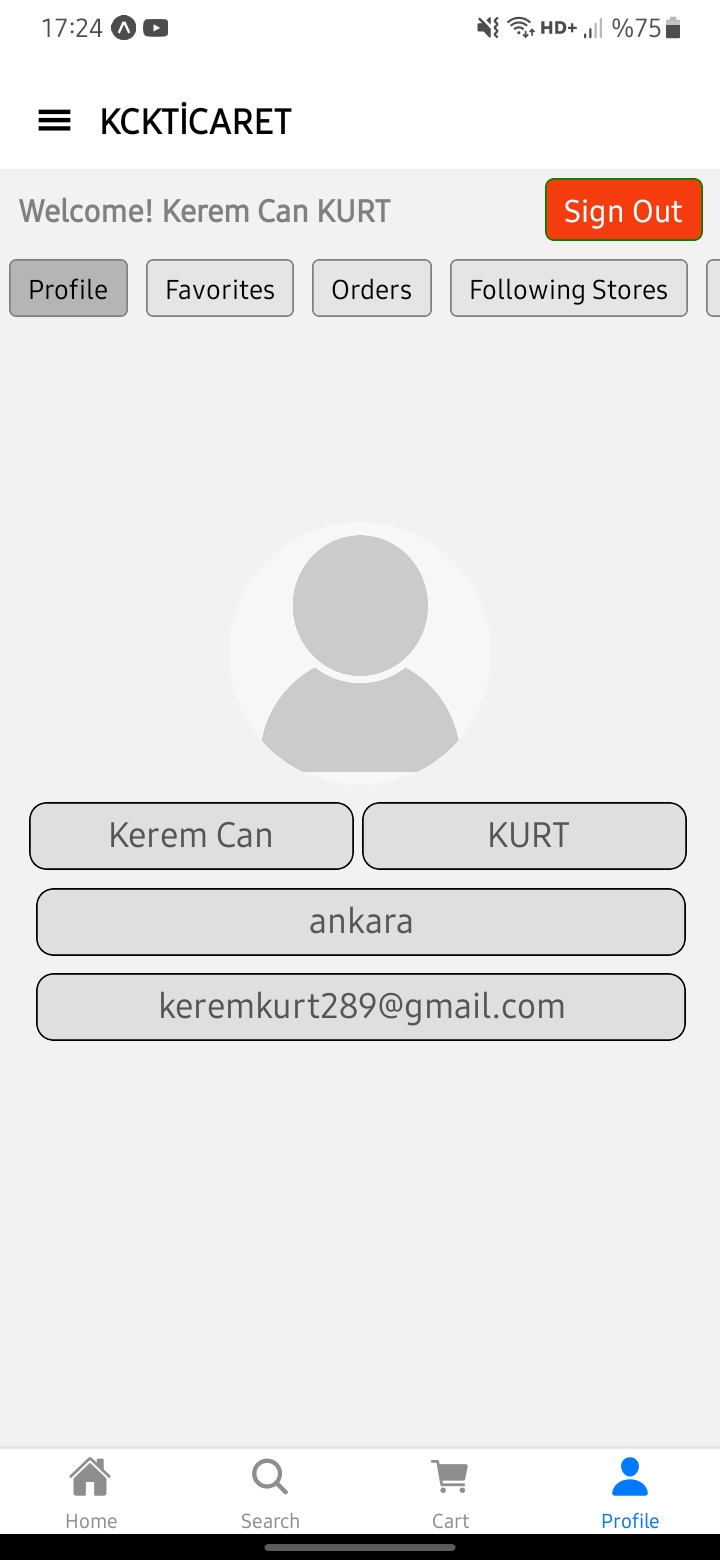 17:24 HD+ %75
KCKTİCARET
Welcome! Kerem Can KURT Sign Out
Profile Favorites Orders Following Stores
Kerem Can KURT
ankara
keremkurt289@gmail.com
Home Search Cart Profile